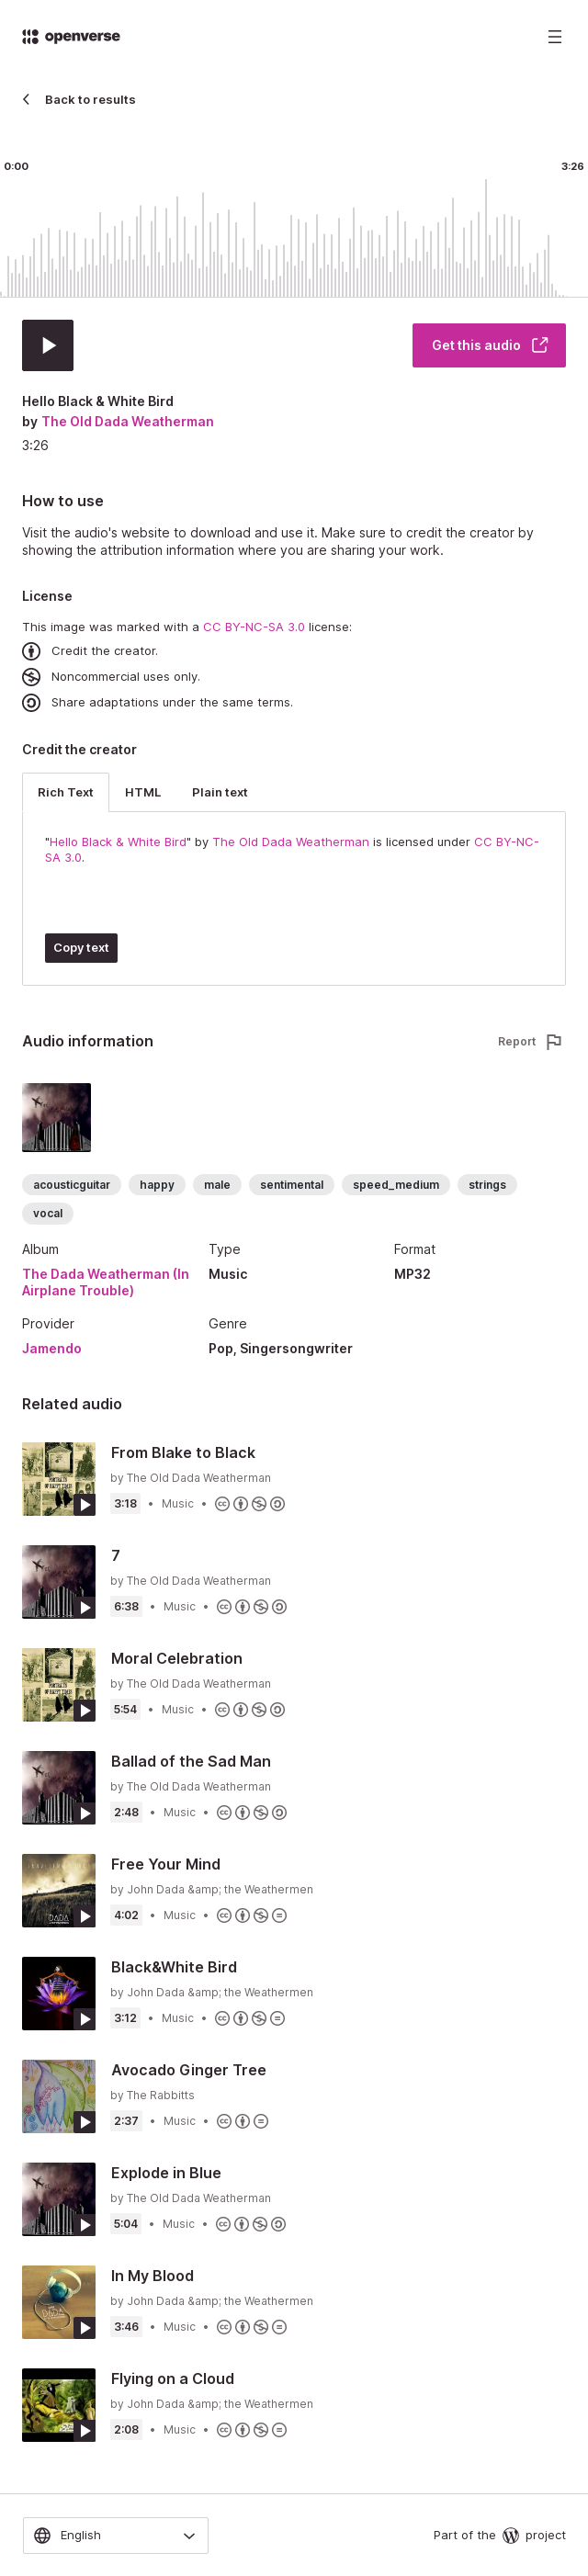 openverse
Back to results
0:00
3:26
Get this audio
Hello Black & White Bird
by The Old Dada Weatherman
3:26
How to use
Visit the audio's website to download and use it. Make sure to credit the creator by
showing the attribution information where you are sharing your work.
License
This image was marked with a CC BY-NC-SA 3.0 license:
Credit the creator.
Noncommercial uses only.
Share adaptations under the same terms.
Credit the creator
Rich Text HTML Plain text
"Hello Black & White Bird" by The Old Dada Weatherman is licensed under CC BY-NC-
SA 3.0.
Copy text
Audio information
Report
acousticguitar happy male sentimental speed_medium strings
vocal
Album Type Format
The Dada Weatherman (In Music MP32
Airplane Trouble)
Provider Genre
Jamendo Pop, Singersongwriter
Related audio
From Blake to Black
by The Old Dada Weatherman
3:18 • Music •
7
by The Old Dada Weatherman
6:38 • Music •
Moral Celebration
by The Old Dada Weatherman
5:54 • Music •
Ballad of the Sad Man
by The Old Dada Weatherman
2:48 • Music •
Free Your Mind
by John Dada &amp; the Weathermen
4:02 • Music •
Black&White Bird
by John Dada &amp; the Weathermen
3:12 • Music •
Avocado Ginger Tree
by The Rabbitts
2:37 • Music •
Explode in Blue
by The Old Dada Weatherman
5:04 • Music •
In My Blood
by John Dada &amp; the Weathermen
3:46 • Music •
Flying on a Cloud
by John Dada &amp; the Weathermen
2:08 • Music •
English
Part of the project